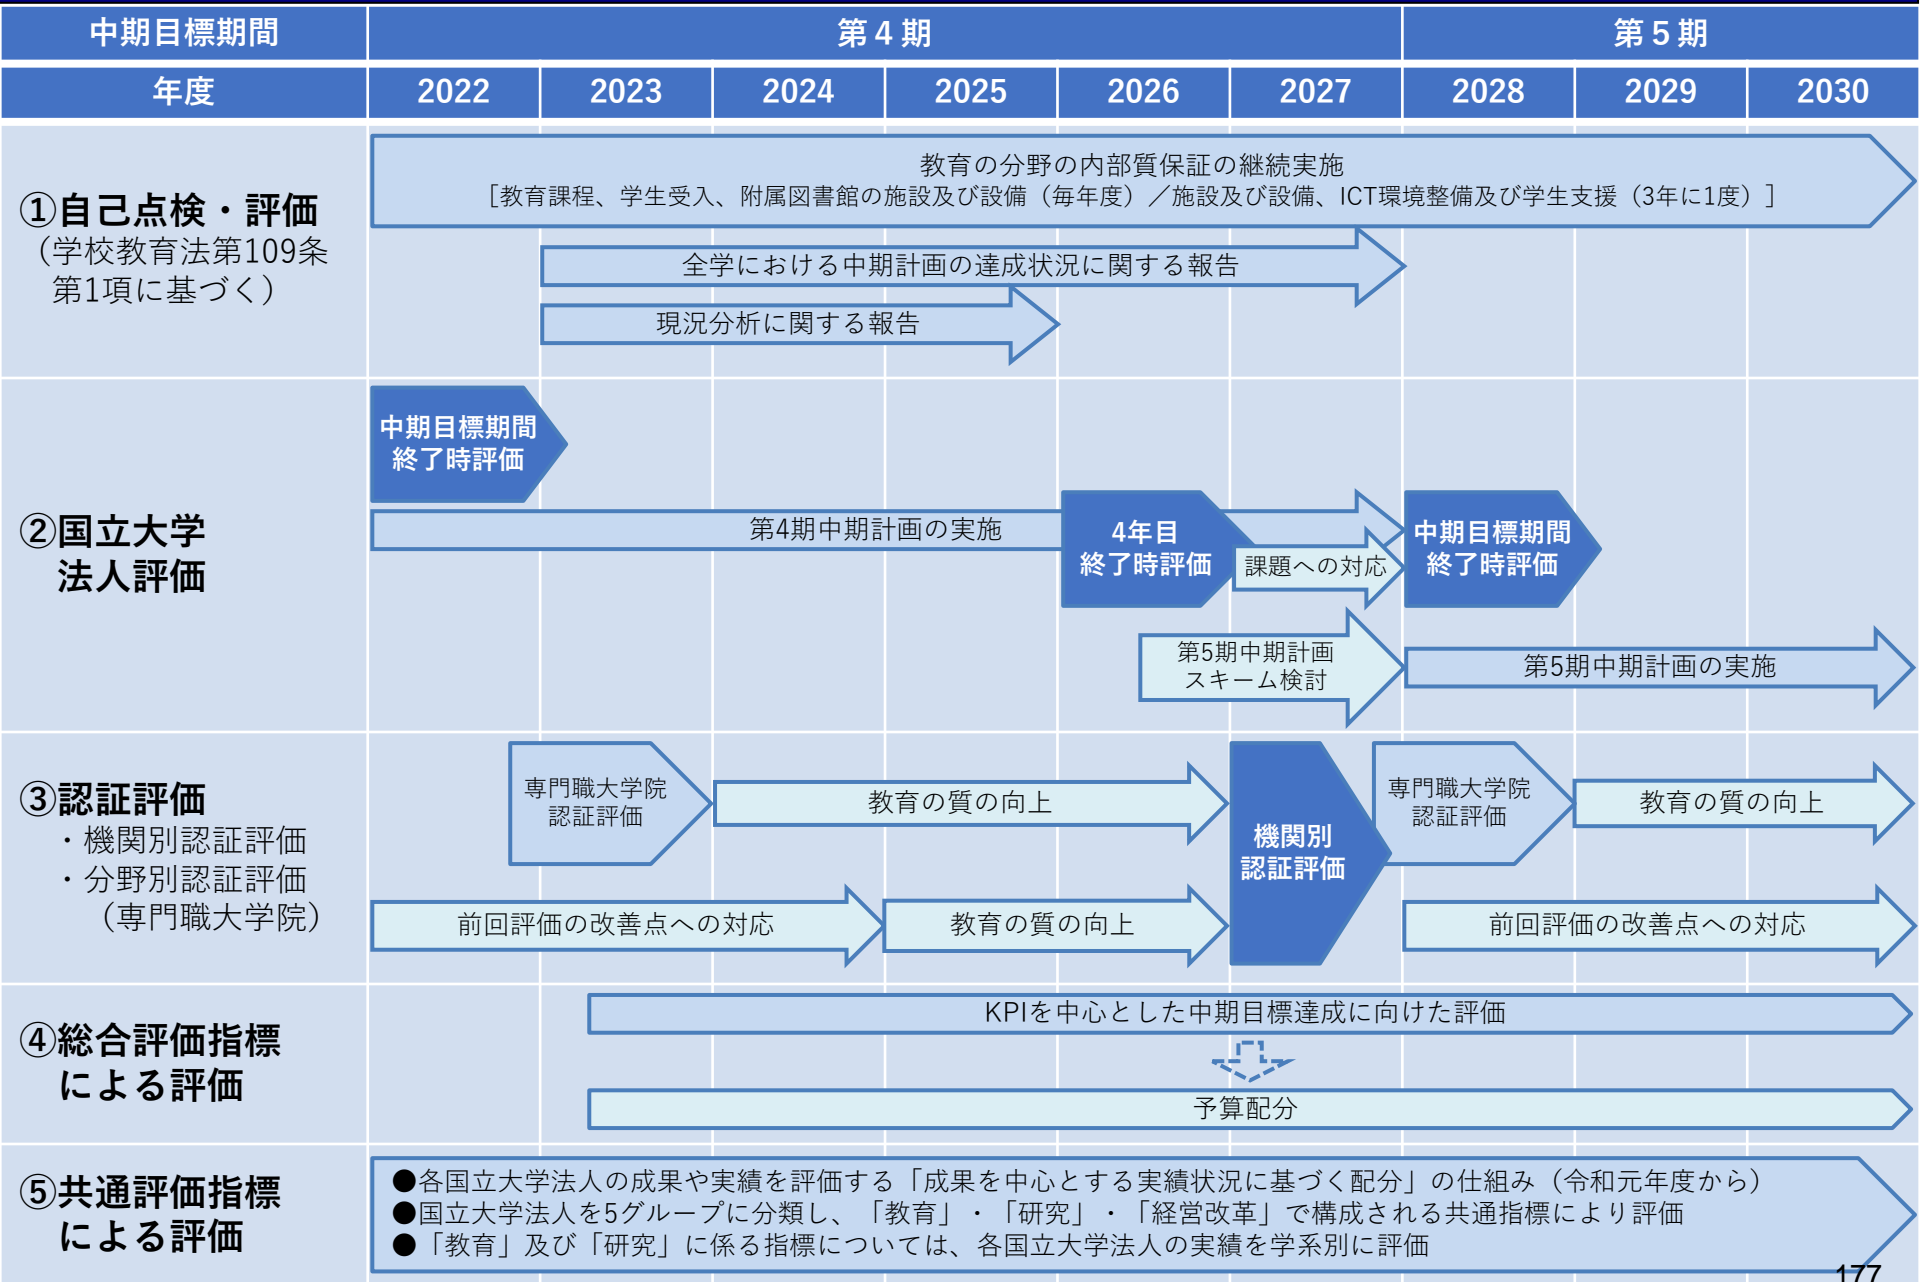 中期目標期間
第4期
第5期
年度
2022
2023
2024
2025
2026
2027
2028
2029
2030
①自己点検・評価
（学校教育法第109条
第1項に基づく）
教育の分野の内部質保証の継続実施
［教育課程、学生受入、附属図書館の施設及び設備（毎年度）／施設及び設備、ICT環境整備及び学生支援（3年に1度）］
全学における中期計画の達成状況に関する報告
現況分析に関する報告
②国立大学
法人評価
中期目標期間
終了時評価
第4期中期計画の実施
4年目
終了時評価
課題への対応
中期目標期間
終了時評価
第5期中期計画
スキーム検討
第5期中期計画の実施
③認証評価
・機関別認証評価
・分野別認証評価
（専門職大学院）
専門職大学院
認証評価
教育の質の向上
機関別
認証評価
専門職大学院
認証評価
教育の質の向上
前回評価の改善点への対応
教育の質の向上
前回評価の改善点への対応
④総合評価指標
による評価
KPIを中心とした中期目標達成に向けた評価
予算配分
⑤共通評価指標
による評価
●各国立大学法人の成果や実績を評価する「成果を中心とする実績状況に基づく配分」の仕組み（令和元年度から）
●国立大学法人を5グループに分類し、「教育」・「研究」・「経営改革」で構成される共通指標により評価
●「教育」及び「研究」に係る指標については、各国立大学法人の実績を学系別に評価
177